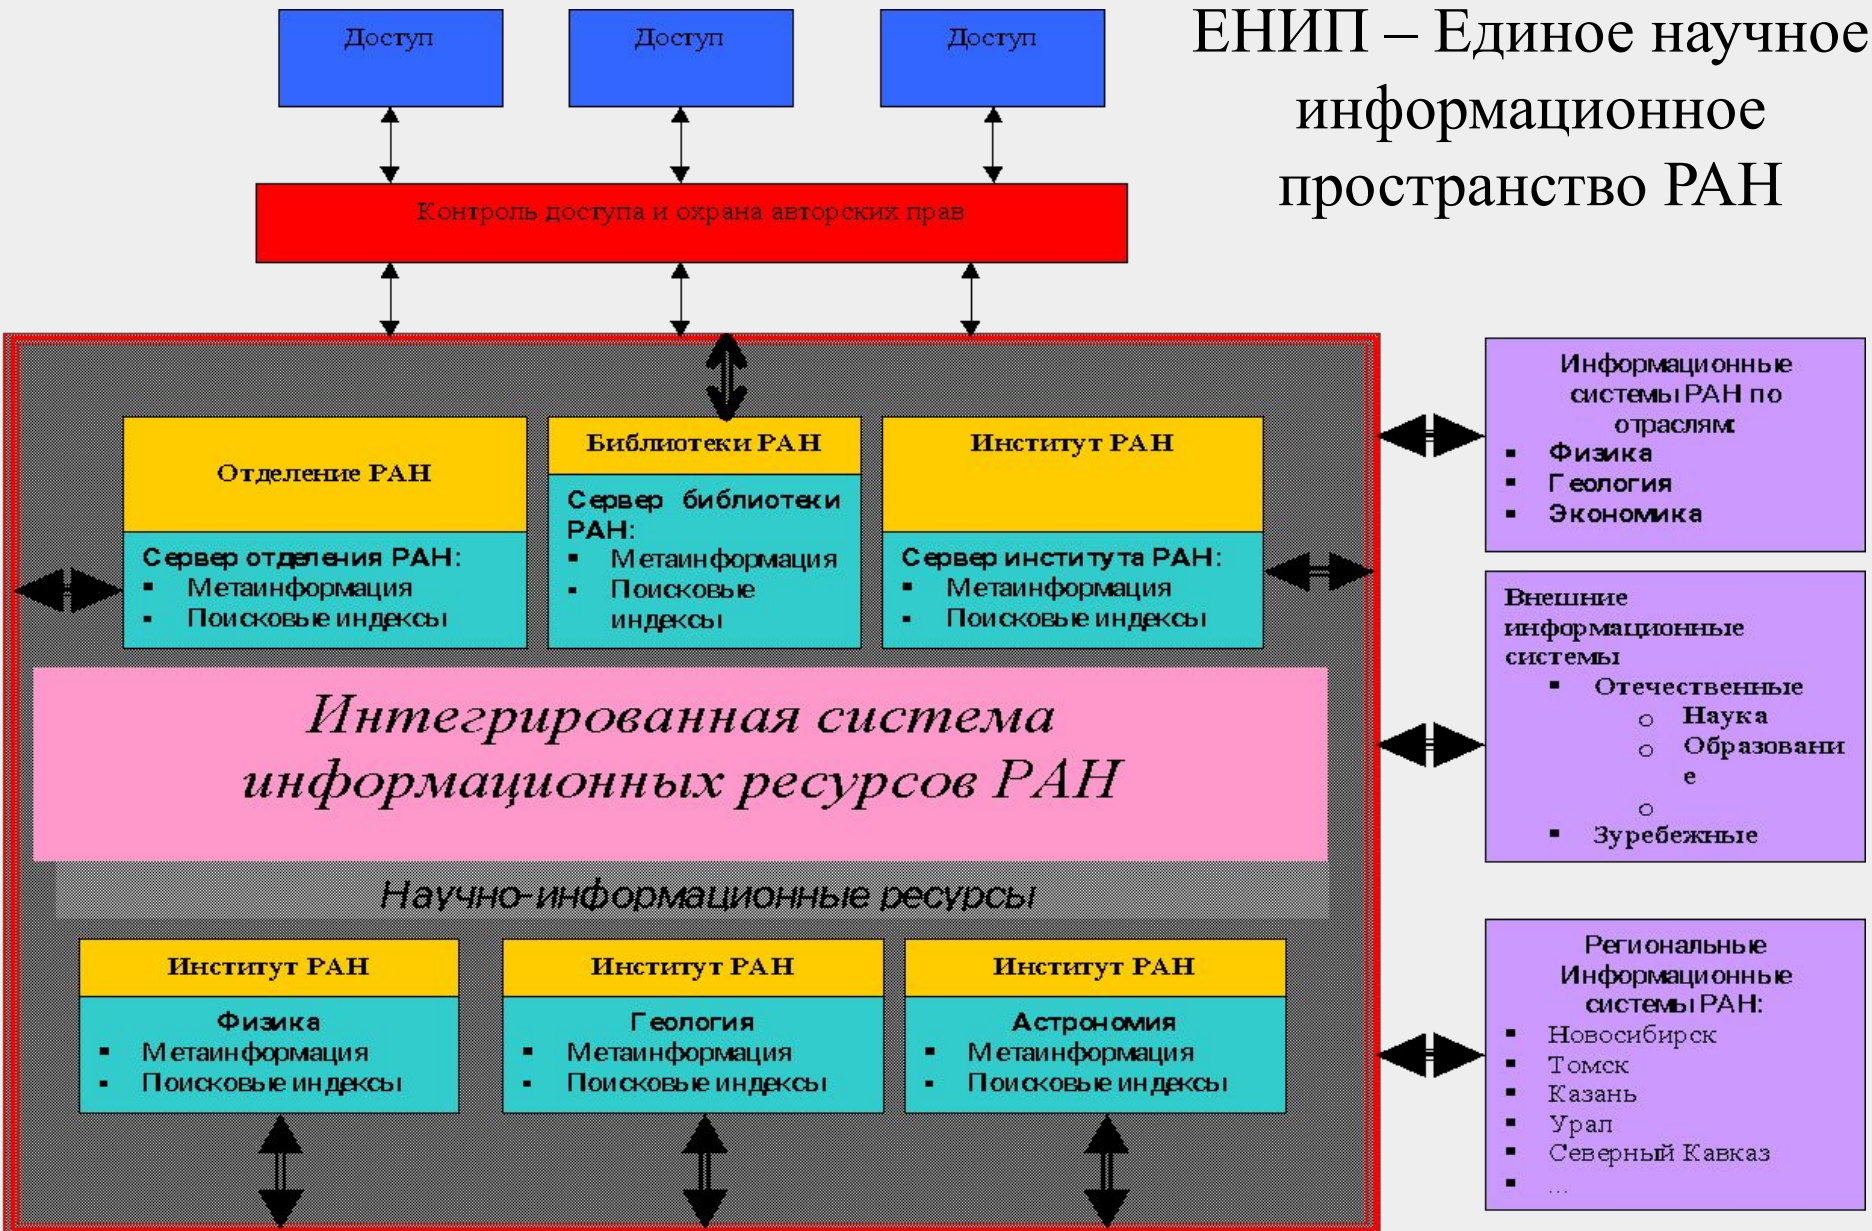 ЕНИП – Единое научное
информационное
пространство РАН
Доступ
Доступ
Доступ
Контроль доступа и охрана авторских прав
Отделение РАН
Сервер отделения РАН:
▪ Метаинформация
▪ Поисковые индексы
Библиотеки РАН
Сервер библиотеки
РАН:
▪ Метаинформация
▪ Поисковые
индексы
Институт РАН
Сервер института РАН:
▪ Метаинформация
▪ Поисковые индексы
Интегрированная система
информационных ресурсов РАН
Научно-информационные ресурсы
Институт РАН
Физика
▪ Метаинформация
▪ Поисковые индексы
Институт РАН
Геология
▪ Метаинформация
▪ Поисковые индексы
Институт РАН
Астрономия
▪ Метаинформация
▪ Поисковые индексы
Информационные
системы РАН по
отраслям:
▪ Физика
▪ Геология
▪ Экономика
Внешние
информационные
системы
▪ Отечественные
o Наука
o Образовани
е
o
▪ Зуребежные
Региональные
Информационные
системы РАН:
▪ Новосибирск
▪ Томск
▪ Казань
▪ Урал
▪ Северный Кавказ
▪ ...